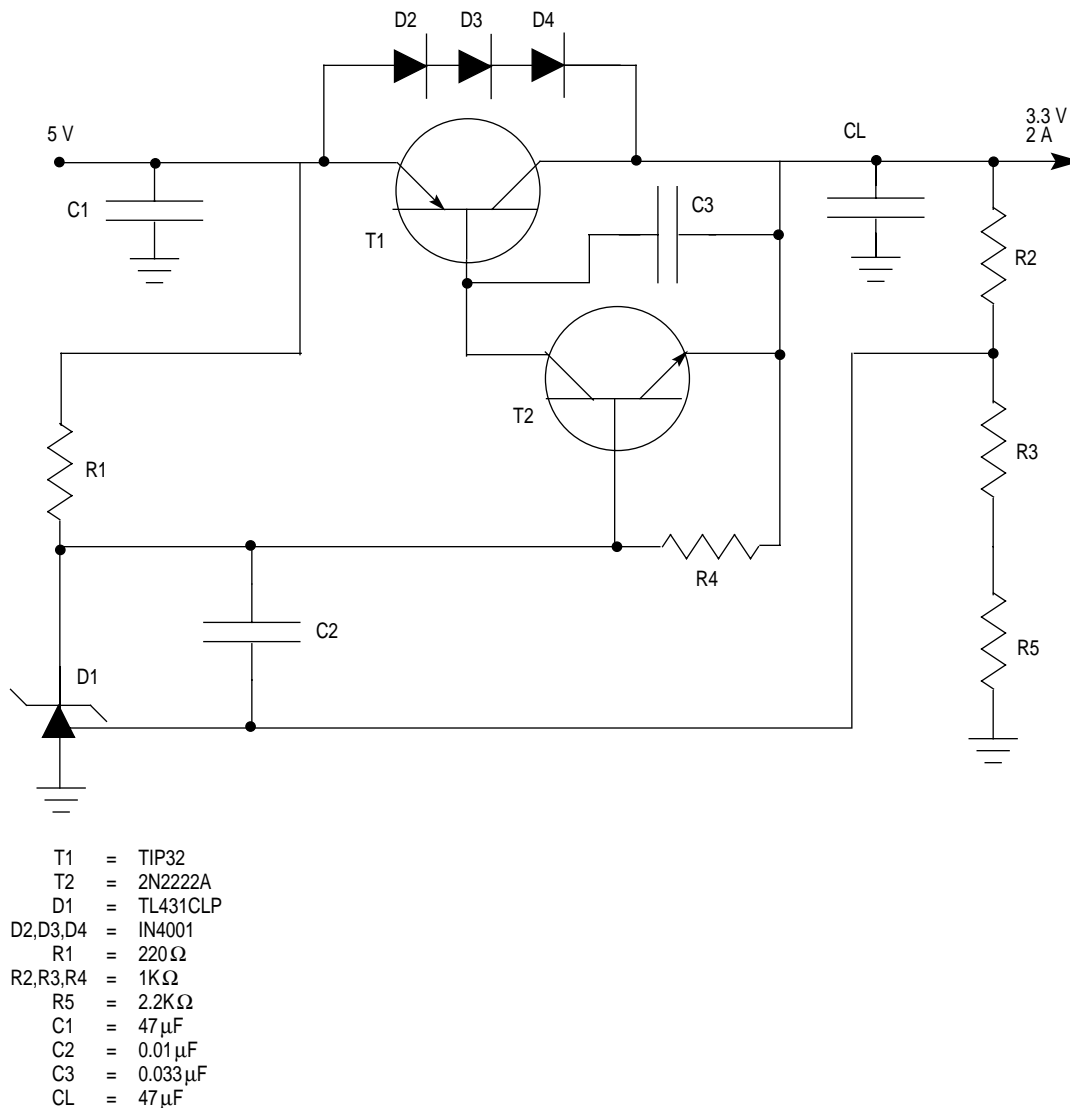 D2 D3 D4
5 V
CL
3.3 V
2 A
C1
C3
T1
R2
T2
R1
R3
R4
C2
R5
D1
T1 = TIP32
T2 = 2N2222A
D1 = TL431CLP
D2,D3,D4 = IN4001
R1 = 220Ω
R2,R3,R4 = 1KΩ
R5 = 2.2KΩ
C1 = 47µF
C2 = 0.01µF
C3 = 0.033µF
CL = 47µF